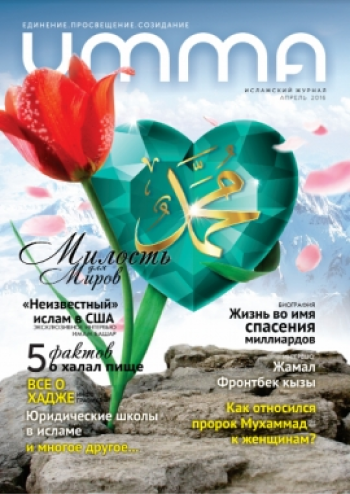 ЕДИНЕНИЕ.ПРОСВЕЩЕНИЕ.СОЗИДАНИЕ
УММА
ИСЛАМСКИЙ ЖУРНАЛ
АПРЕЛЬ 2016
محمد
Милость
для
Миров
«Неизвестный»
ислам в США
ЭКСКЛЮЗИВНОЕ ИНТЕРВЬЮ
5 фактов
о халал пище
ВСЕ О
ХАДЖЕ
Юридические школы
в исламе
и многое другое...
БИОГРАФИЯ
Жизнь во имя
спасения
миллиардов
Жамал
Фронтбек кызы
Как относился
пророк Мухаммад
к женщинам?